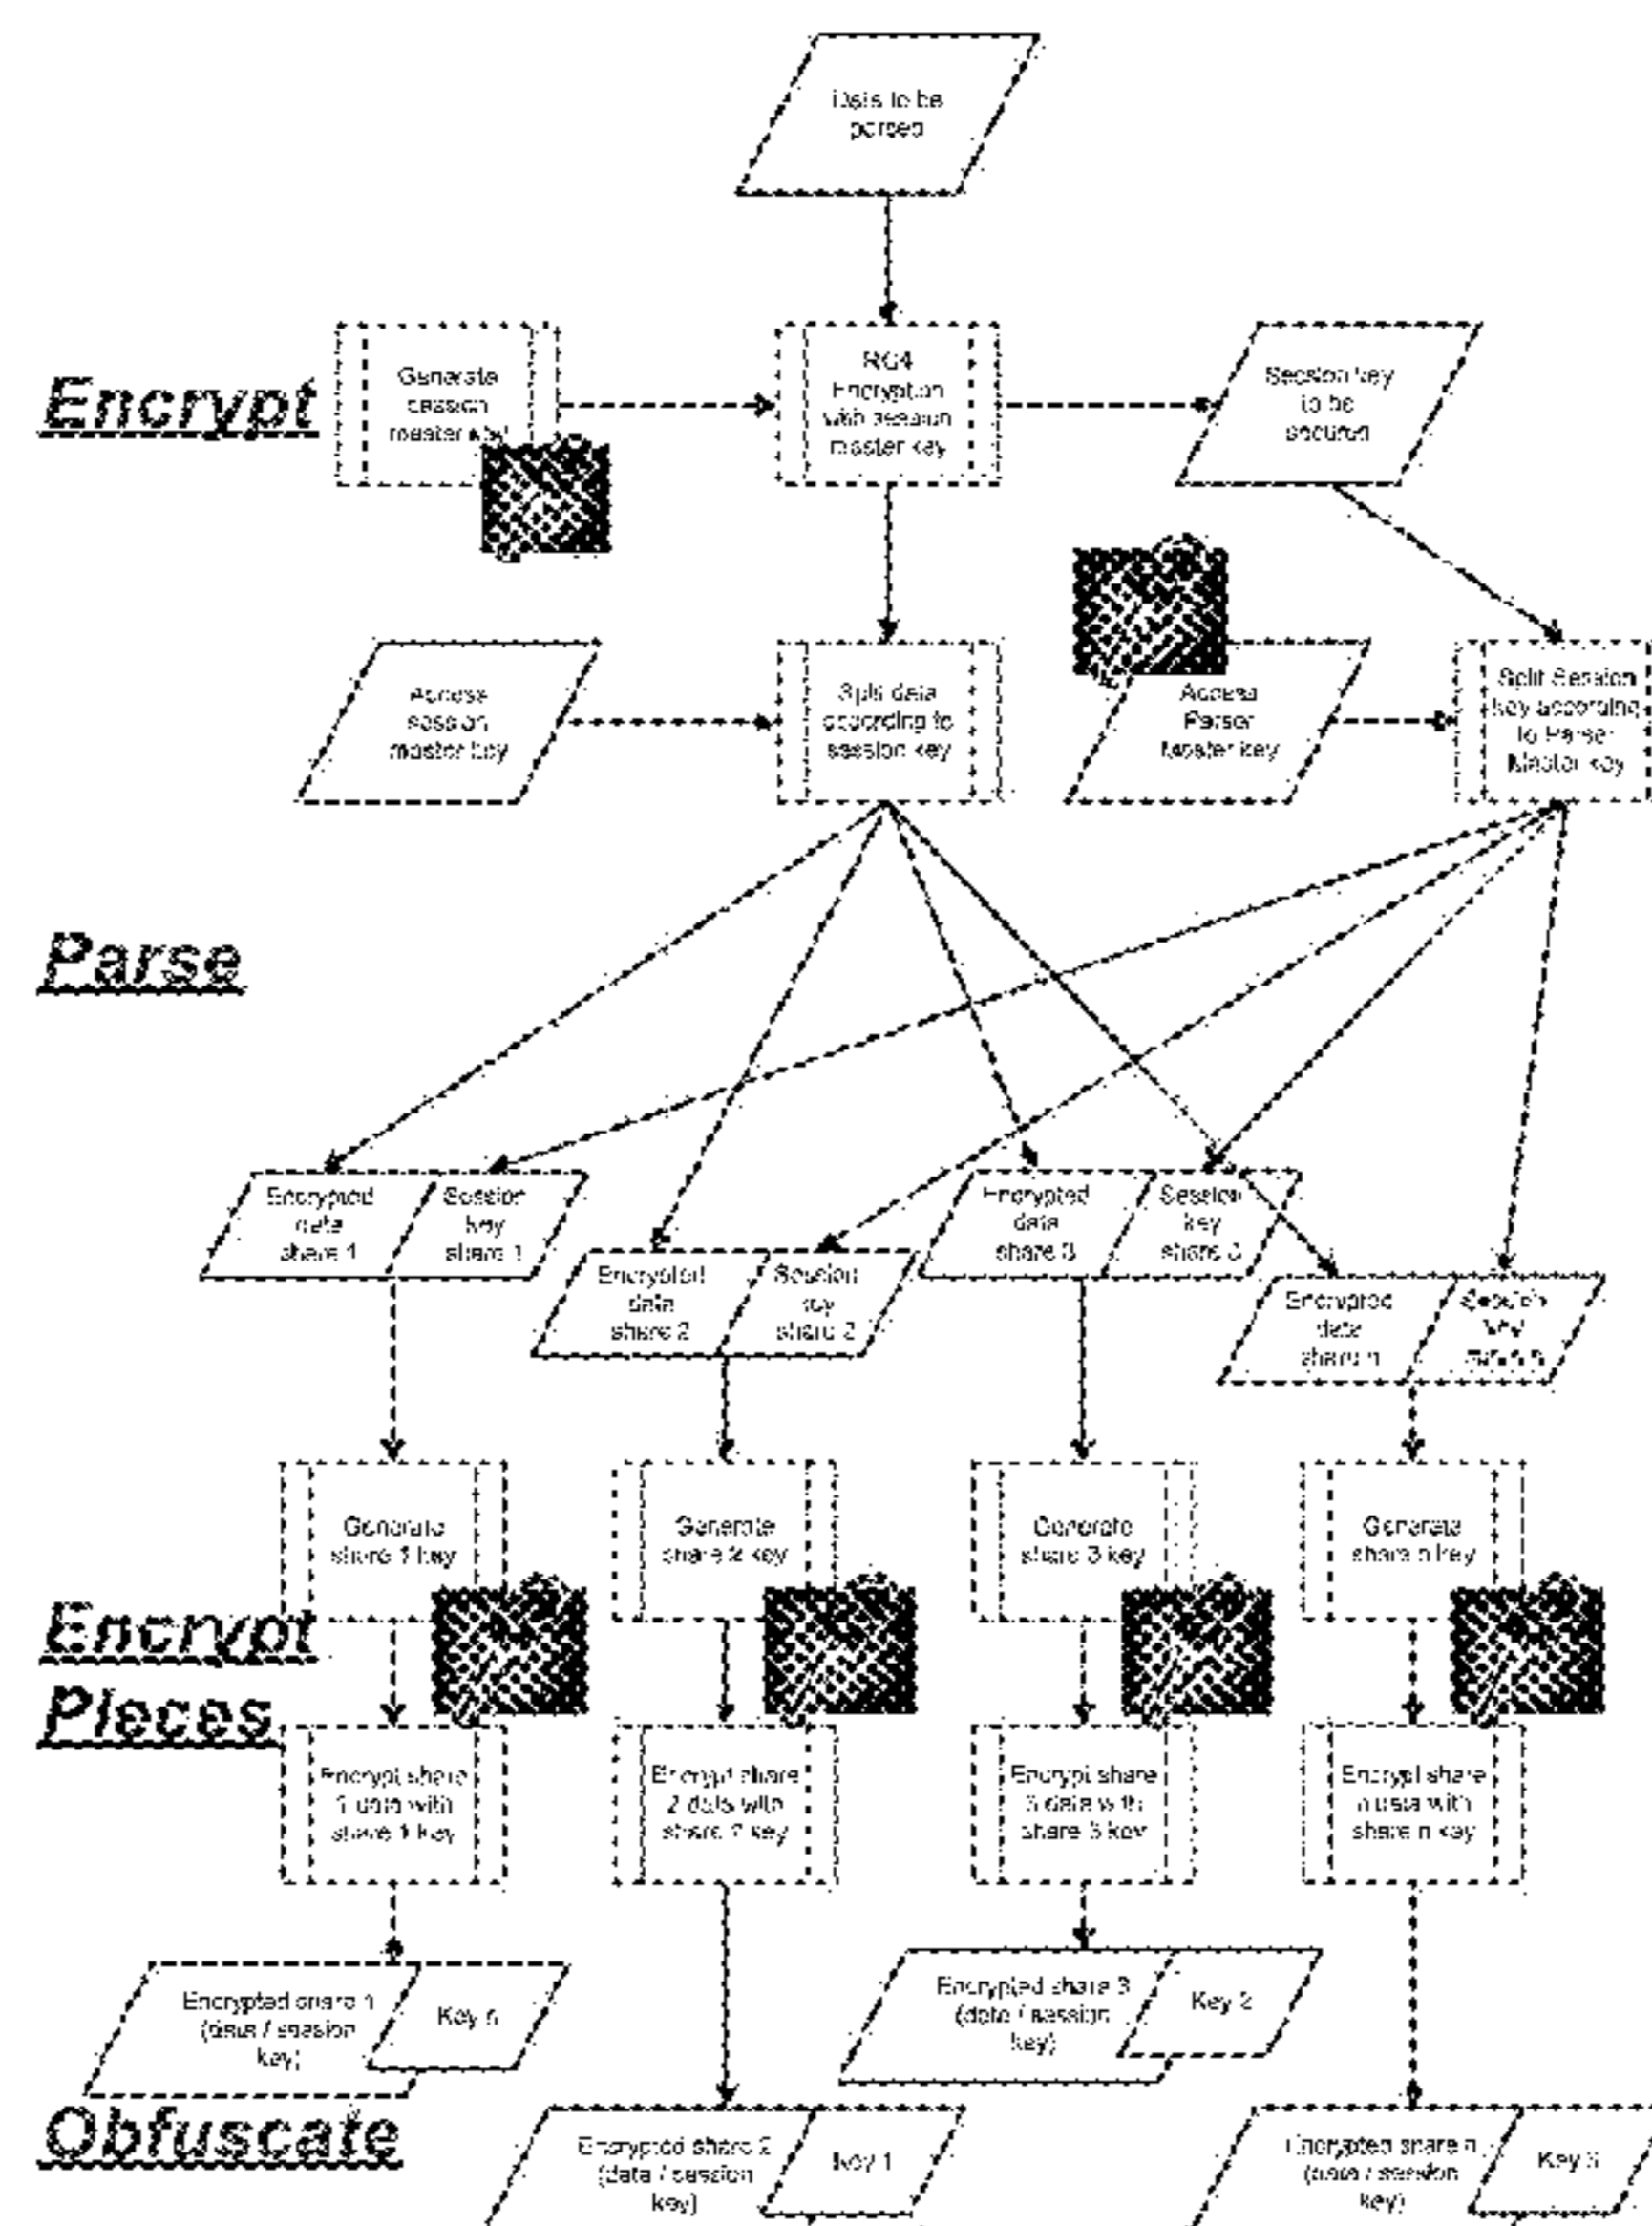 Data to be
parsed
Encrypt
Generate
session
master key
RC4
Encryption
with session
master key
Session key
to be
secured
Access
session
master key
Split data
according to
session key
Access
Parser
Master key
Split Session
key according
to Parser
Master key
Parse
Encrypted
data
share 1
Session
key
share 1
Encrypted
data
share 2
Session
key
share 2
Encrypted
data
share 3
Session
key
share 3
Encrypted
data
share n
Session
key
share n
Generate
share 1 key
Generate
share 2 key
Generate
share 3 key
Generate
share n key
Encrypt
Pieces
Encrypt share
1 data with
share 1 key
Encrypt share
2 data with
share 2 key
Encrypt share
3 data with
share 3 key
Encrypt share
n data with
share n key
Encrypted share 1
(data / session
key)
Key
Encrypted share 3
(data / session
key)
Key 2
Obfuscate
Encrypted share 2
(data / session
key)
Key 1
Encrypted share n
(data / session
key)
Key 3